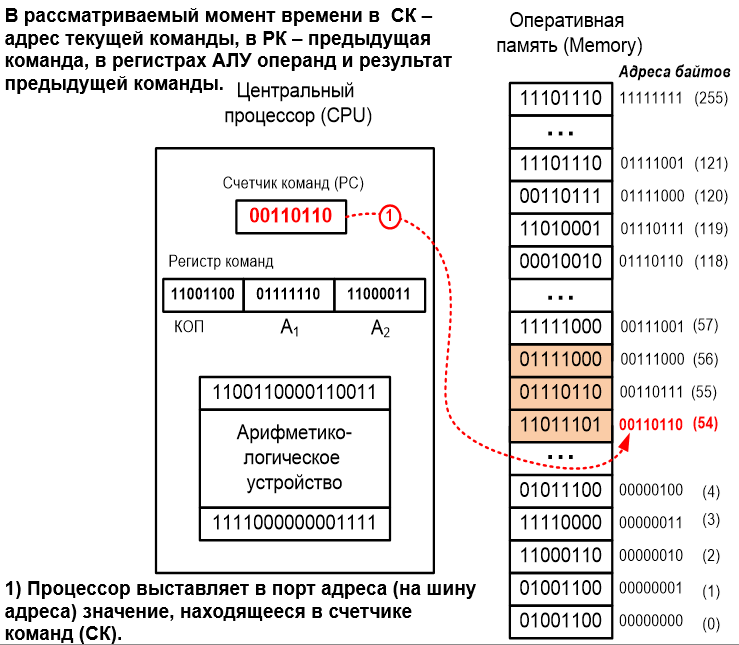 В рассматриваемый момент времени в СК –
адрес текущей команды, в РК – предыдущая
команда, в регистрах АЛУ операнд и результат
предыдущей команды.
Центральный
процессор (CPU)
Счетчик команд (PC)
00110110
1
Регистр команд
11001100 01111110 11000011
КОП А1 А2
1100110000110011
Арифметико-
логическое
устройство
1111000000001111
Оперативная
память (Memory)
Адреса байтов
11101110 11111111 (255)
...
11101110 01111001 (121)
00110111 01111000 (120)
11010001 01110111 (119)
00010010 01110110 (118)
...
11111000 00111001 (57)
01111000 00111000 (56)
01110110 00110111 (55)
11011101 00110110 (54)
...
01011100 00000100 (4)
11110000 00000011 (3)
11000110 00000010 (2)
01001100 00000001 (1)
01001100 00000000 (0)
1) Процессор выставляет в порт адреса (на шину
адреса) значение, находящееся в счетчике
команд (СК).